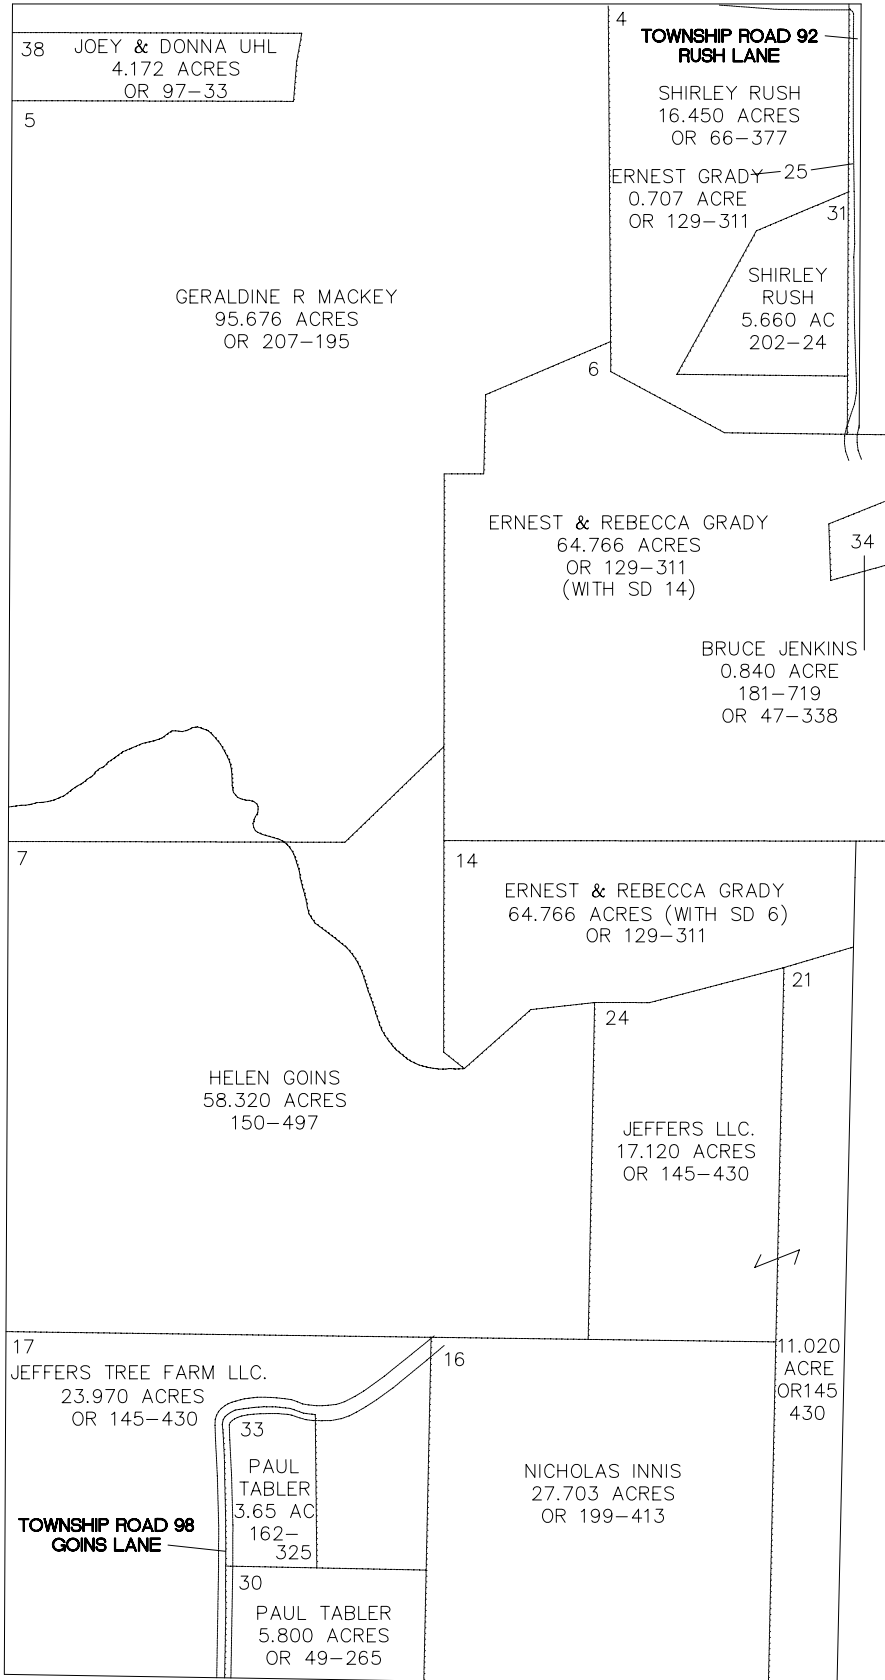 38
JOEY & DONNA UHL
4.172 ACRES
OR 97-33
5
4
TOWNSHIP ROAD 92
RUSH LANE
SHIRLEY RUSH
16.450 ACRES
OR 66-377
25
ERNEST GRADY
0.707 ACRE
OR 129-311
31
SHIRLEY
RUSH
5.660 AC
202-24
GERALDINE R MACKEY
95.676 ACRES
OR 207-195
6
ERNEST & REBECCA GRADY
64.766 ACRES
OR 129-311
(WITH SD 14)
34
BRUCE JENKINS
0.840 ACRE
181-719
OR 47-338
7
14
ERNEST & REBECCA GRADY
64.766 ACRES (WITH SD 6)
OR 129-311
21
24
HELEN GOINS
58.320 ACRES
150-497
JEFFERS LLC.
17.120 ACRES
OR 145-430
17
JEFFERS TREE FARM LLC.
23.970 ACRES
OR 145-430
16
11.020
ACRE
OR145
430
33
PAUL
TABLER
3.65 AC
162-
325
NICHOLAS INNIS
27.703 ACRES
OR 199-413
TOWNSHIP ROAD 98
GOINS LANE
30
PAUL TABLER
5.800 ACRES
OR 49-265